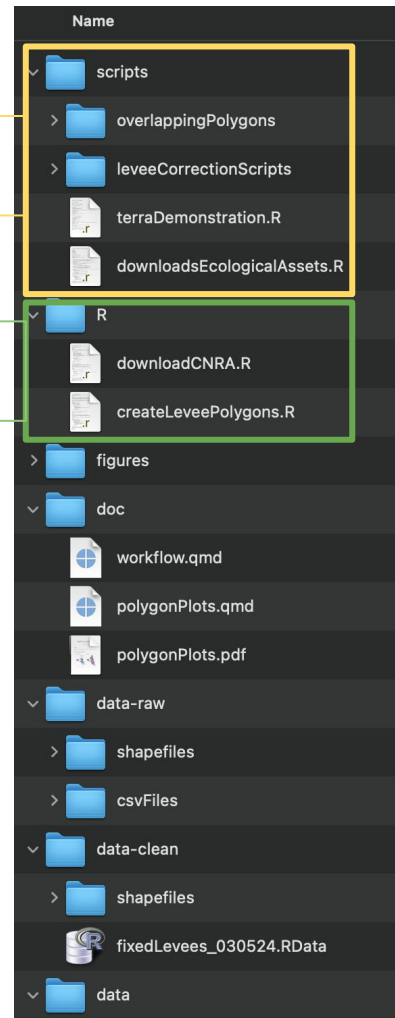 Name
scripts
overlappingPolygons
leveeCorrectionScripts
terraDemonstration.R
downloadsEcologicalAssets.R
R
downloadCNRA.R
createLeveePolygons.R
figures
doc
workflow.qmd
polygonPlots.qmd
polygonPlots.pdf
data-raw
shapefiles
csvFiles
data-clean
shapefiles
fixedLevees_030524.RData
data